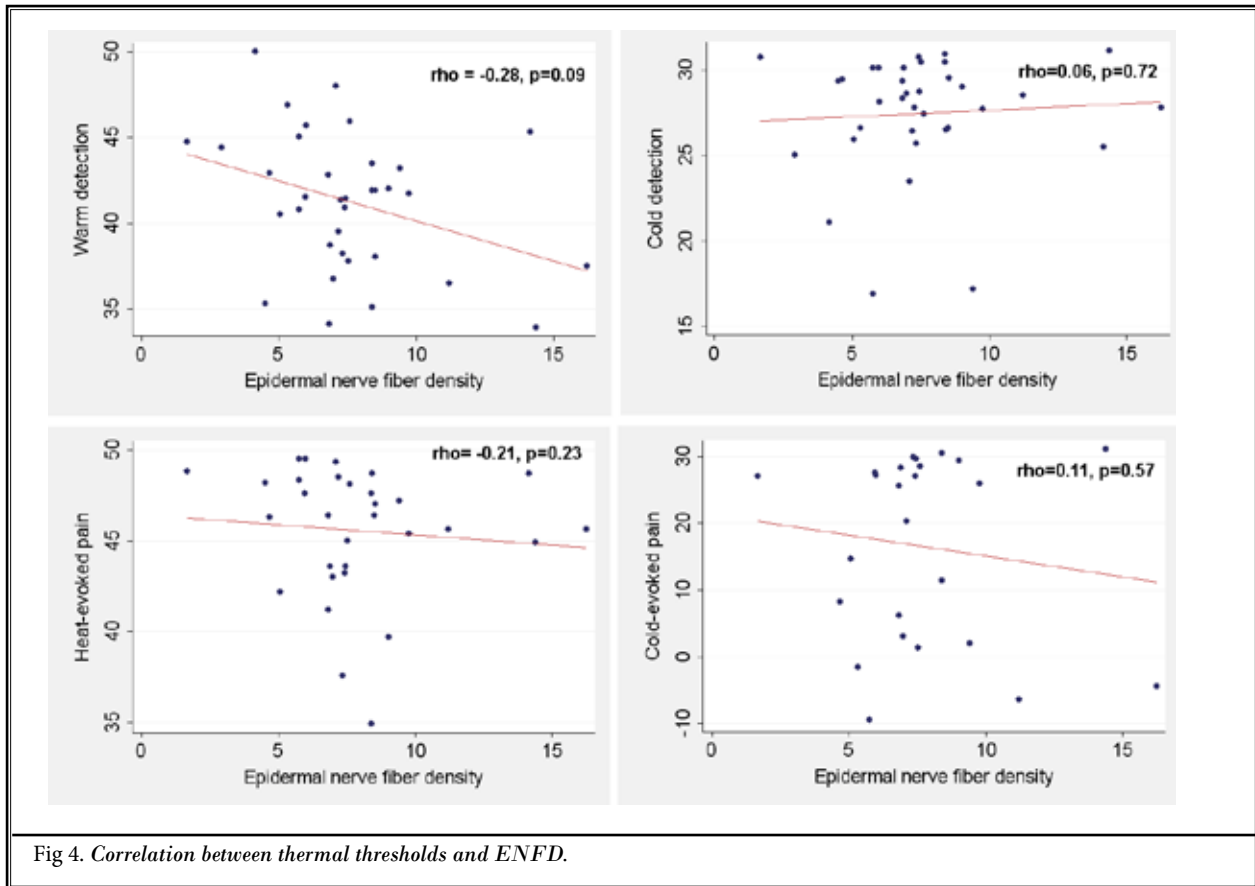 50
45
40
35
Warm detection
rho = -0.28, p=0.09
0 5 10 15
Epidermal nerve fiber density
30
25
20
15
Cold detection
rho=0.06, p=0.72
0 5 10 15
Epidermal nerve fiber density
50
45
40
35
Heat-evoked pain
rho= -0.21, p=0.23
0 5 10 15
Epidermal nerve fiber density
30
20
10
0
-10
Cold-evoked pain
rho=0.11, p=0.57
0 5 10 15
Epidermal nerve fiber density
Fig 4. Correlation between thermal thresholds and ENFD.